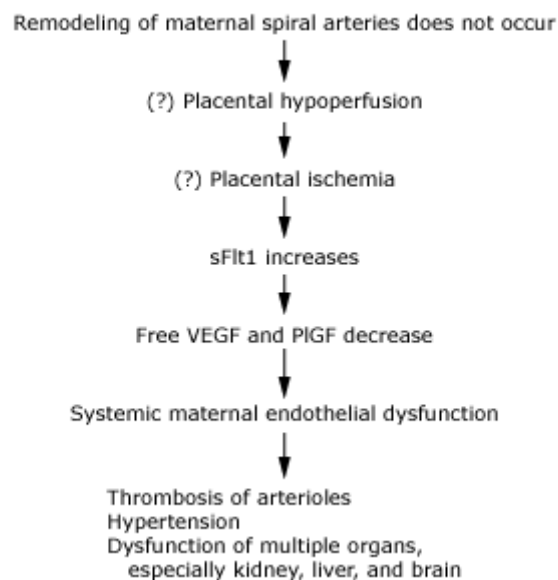 Remodeling of maternal spiral arteries does not occur
(?) Placental hypoperfusion
(?) Placental ischemia
sFlt1 increases
Free VEGF and PlGF decrease
Systemic maternal endothelial dysfunction
Thrombosis of arterioles
Hypertension
Dysfunction of multiple organs,
especially kidney, liver, and brain